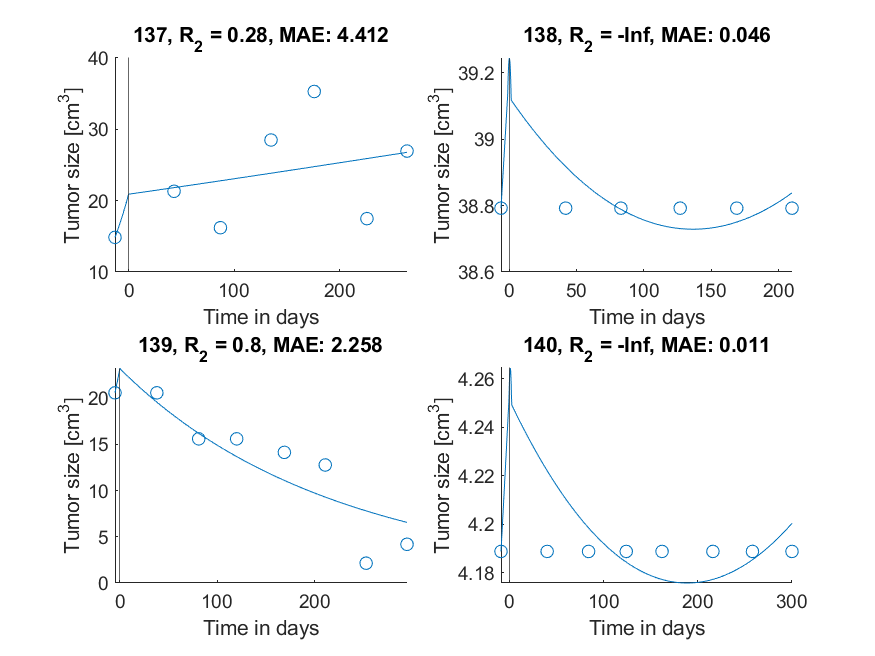 137, R2 = 0.28, MAE: 4.412
Tumor size [cm3]
40
30
20
10
0
100
200
Time in days
138, R2 = -Inf, MAE: 0.046
Tumor size [cm3]
39.2
39
38.8
38.6
0
50
100
150
200
Time in days
139, R2 = 0.8, MAE: 2.258
Tumor size [cm3]
20
15
10
5
0
0
100
200
Time in days
140, R2 = -Inf, MAE: 0.011
Tumor size [cm3]
4.26
4.24
4.22
4.2
4.18
0
100
200
300
Time in days